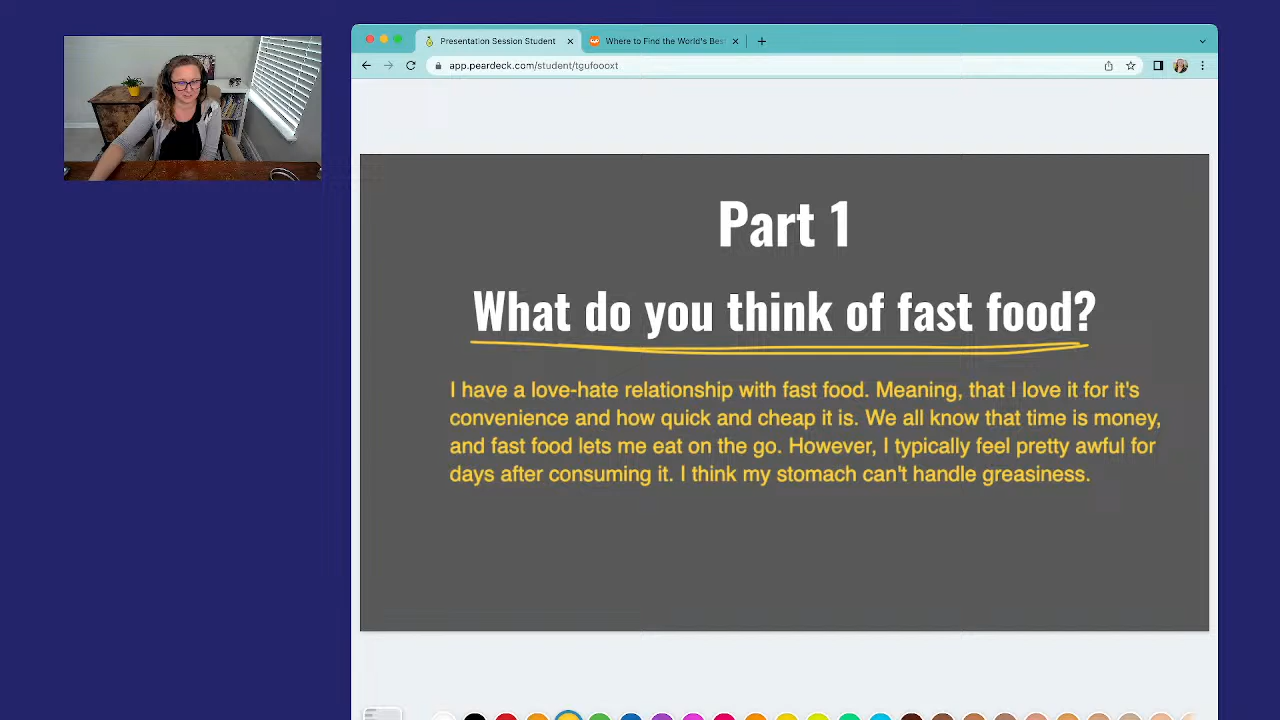 Presentation Session Student
Where to Find the World's Bes
app.peardeck.com/student/tgufoooxt
Part 1
What do you think of fast food?
I have a love-hate relationship with fast food. Meaning, that I love it for it's
convenience and how quick and cheap it is. We all know that time is money,
and fast food lets me eat on the go. However, I typically feel pretty awful for
days after consuming it. I think my stomach can't handle greasiness.